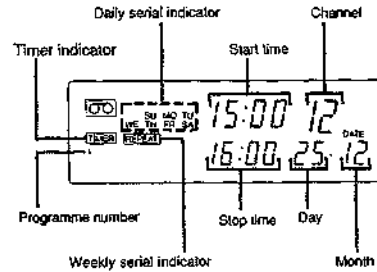 Daily serial indicator
Channel
Timer indicator
Start time
SU MO TU
WE TH FR SA
15:00 12
DATE
TIMER REPEAT
16:00 25. 12
Programme number
Stop time
Day
Weekly serial indicator
Month